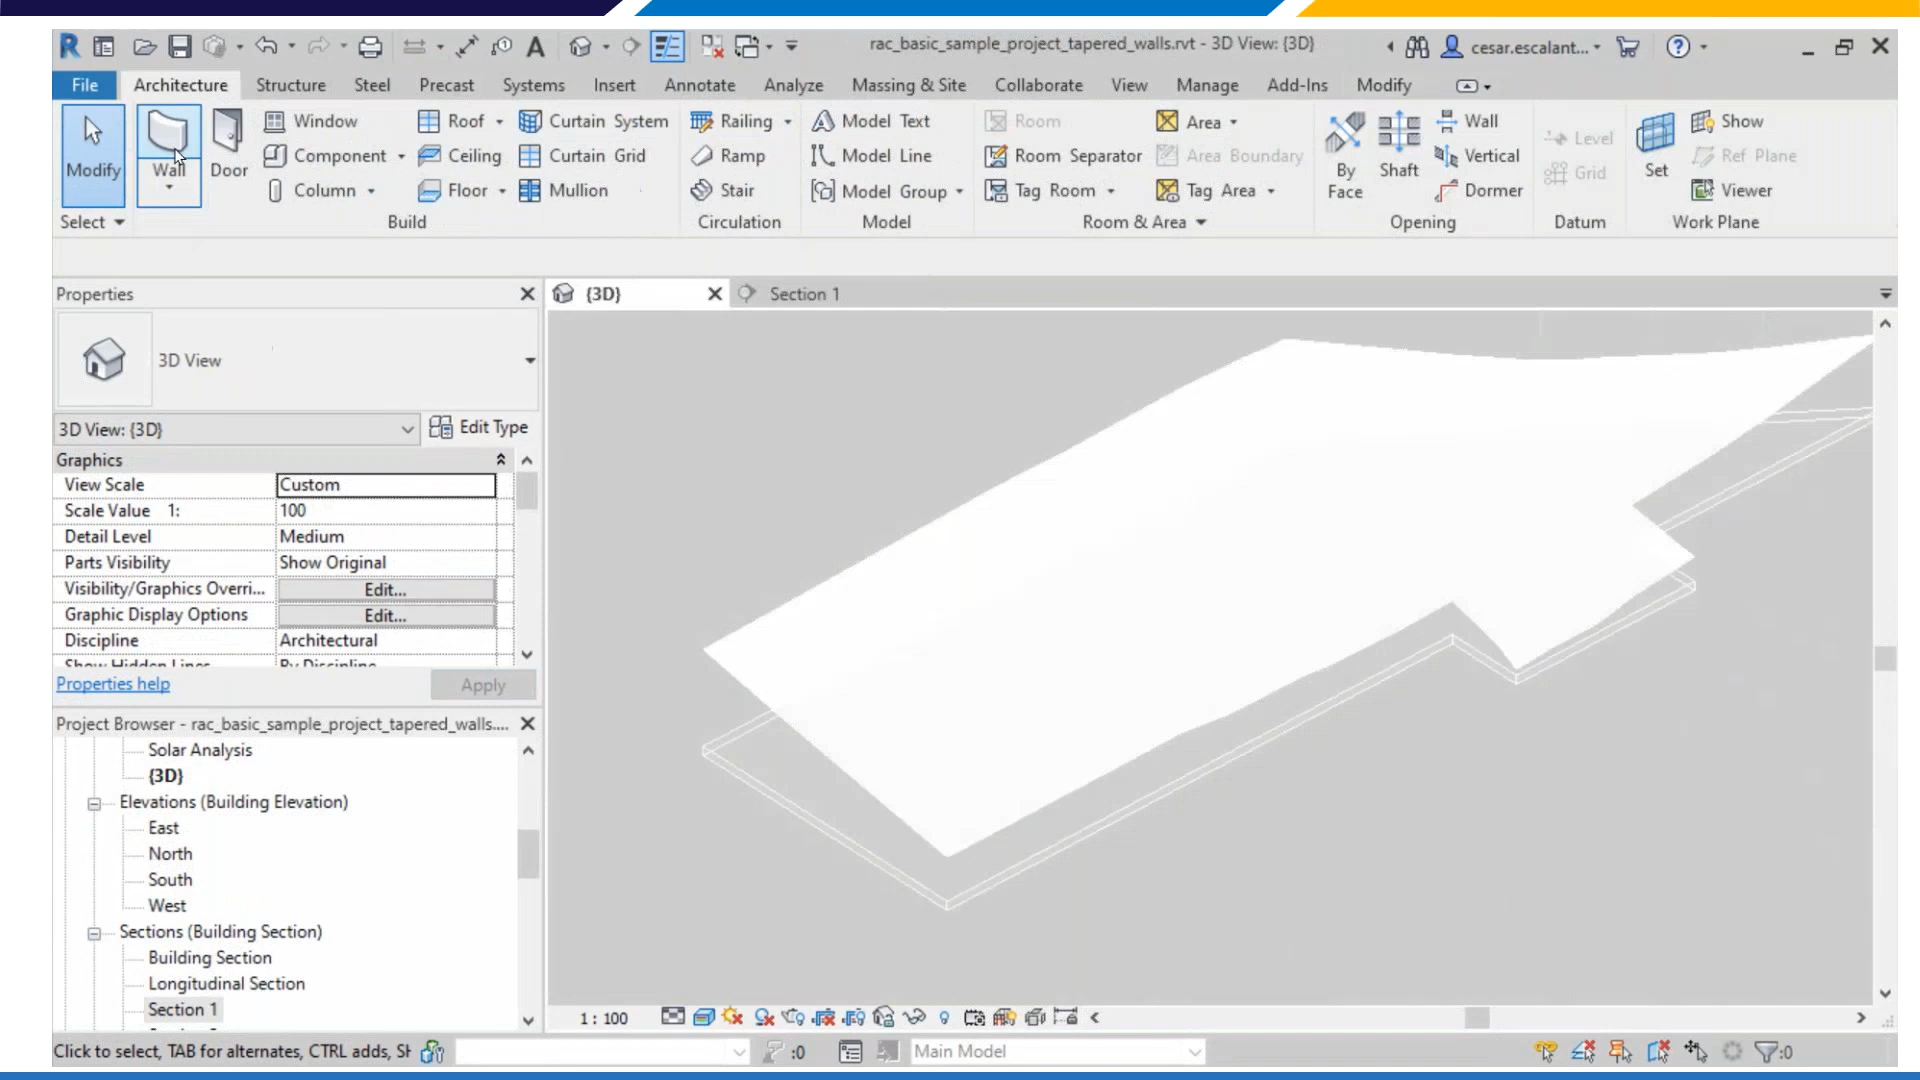 rac_basic_sample_project_tapered_walls.rvt - 3D View: {3D}
cesar.escalant...
File
Architecture
Structure
Steel
Precast
Systems
Insert
Annotate
Analyze
Massing & Site
Collaborate
View
Manage
Add-Ins
Modify
Modify
Wall
Door
Window
Component
Column
Roof
Ceiling
Floor
Curtain System
Curtain Grid
Mullion
Railing
Ramp
Stair
Model Text
Model Line
Model Group
Room
Room Separator
Tag Room
Area
Area Boundary
Tag Area
By
Face
Shaft
Wall
Vertical
Dormer
Level
Grid
Set
Show
Ref Plane
Viewer
Select
Build
Circulation
Model
Room & Area
Opening
Datum
Work Plane
Properties
{3D}
Section 1
3D View
3D View: {3D}
Edit Type
Graphics
View Scale Custom
Scale Value 1: 100
Detail Level Medium
Parts Visibility Show Original
Visibility/Graphics Overri... Edit...
Graphic Display Options Edit...
Discipline Architectural
Show Hidden Lines By Discipline
Properties help
Apply
Project Browser - rac_basic_sample_project_tapered_walls....
Solar Analysis
{3D}
Elevations (Building Elevation)
East
North
South
West
Sections (Building Section)
Building Section
Longitudinal Section
Section 1
1 : 100
Click to select, TAB for alternates, CTRL adds, SH
:0
Main Model
:0